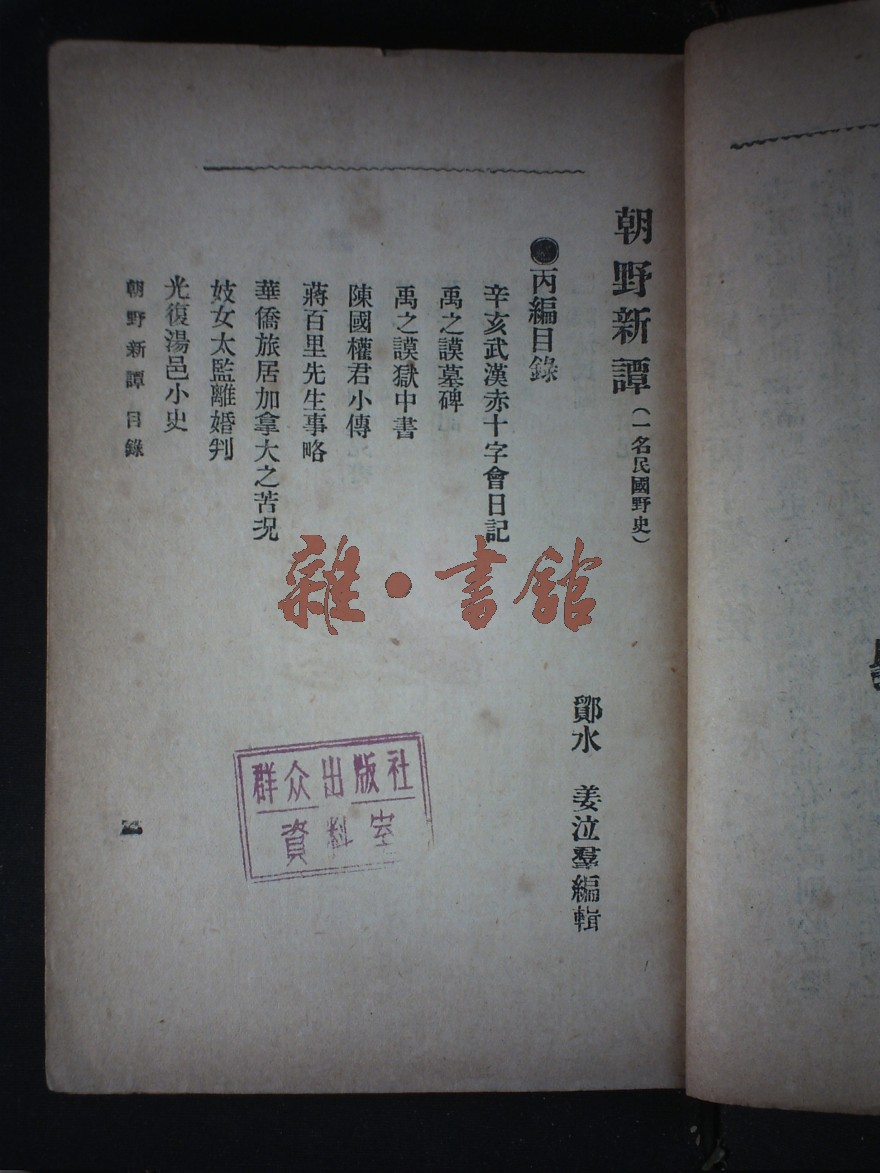 朝野新譚（一名民國野史）
鄮水　姜泣羣編輯
●丙編目錄
辛亥武漢赤十字會日記
禹之謨墓碑
禹之謨獄中書
陳國權君小傳
蔣百里先生事略
華僑旅居加拿大之苦況
妓女太監離婚判
光復湯邑小史
朝野新譚 目錄
雜·書館
群众出版社
資料室